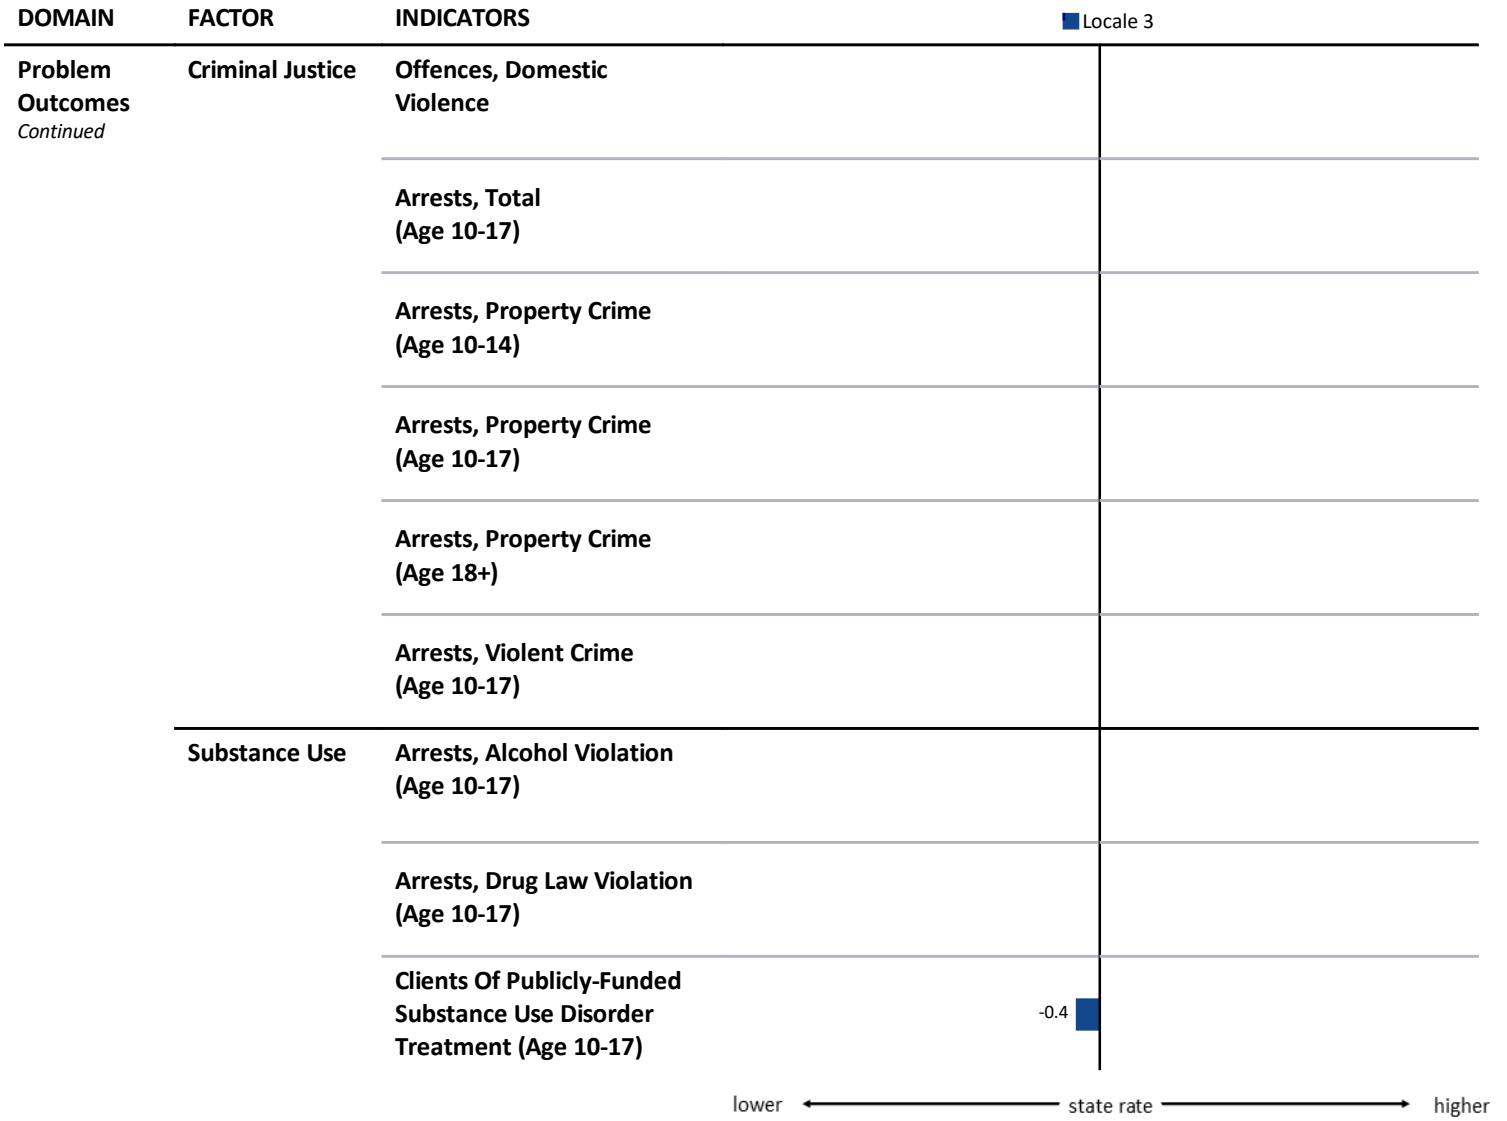 DOMAIN FACTOR INDICATORS Locale 3
Problem Outcomes Continued
Criminal Justice
Offences, Domestic
Violence
Arrests, Total
(Age 10-17)
Arrests, Property Crime
(Age 10-14)
Arrests, Property Crime
(Age 10-17)
Arrests, Property Crime
(Age 18+)
Arrests, Violent Crime
(Age 10-17)
Substance Use
Arrests, Alcohol Violation
(Age 10-17)
Arrests, Drug Law Violation
(Age 10-17)
Clients Of Publicly-Funded
Substance Use Disorder
Treatment (Age 10-17)
-0.4
lower state rate higher